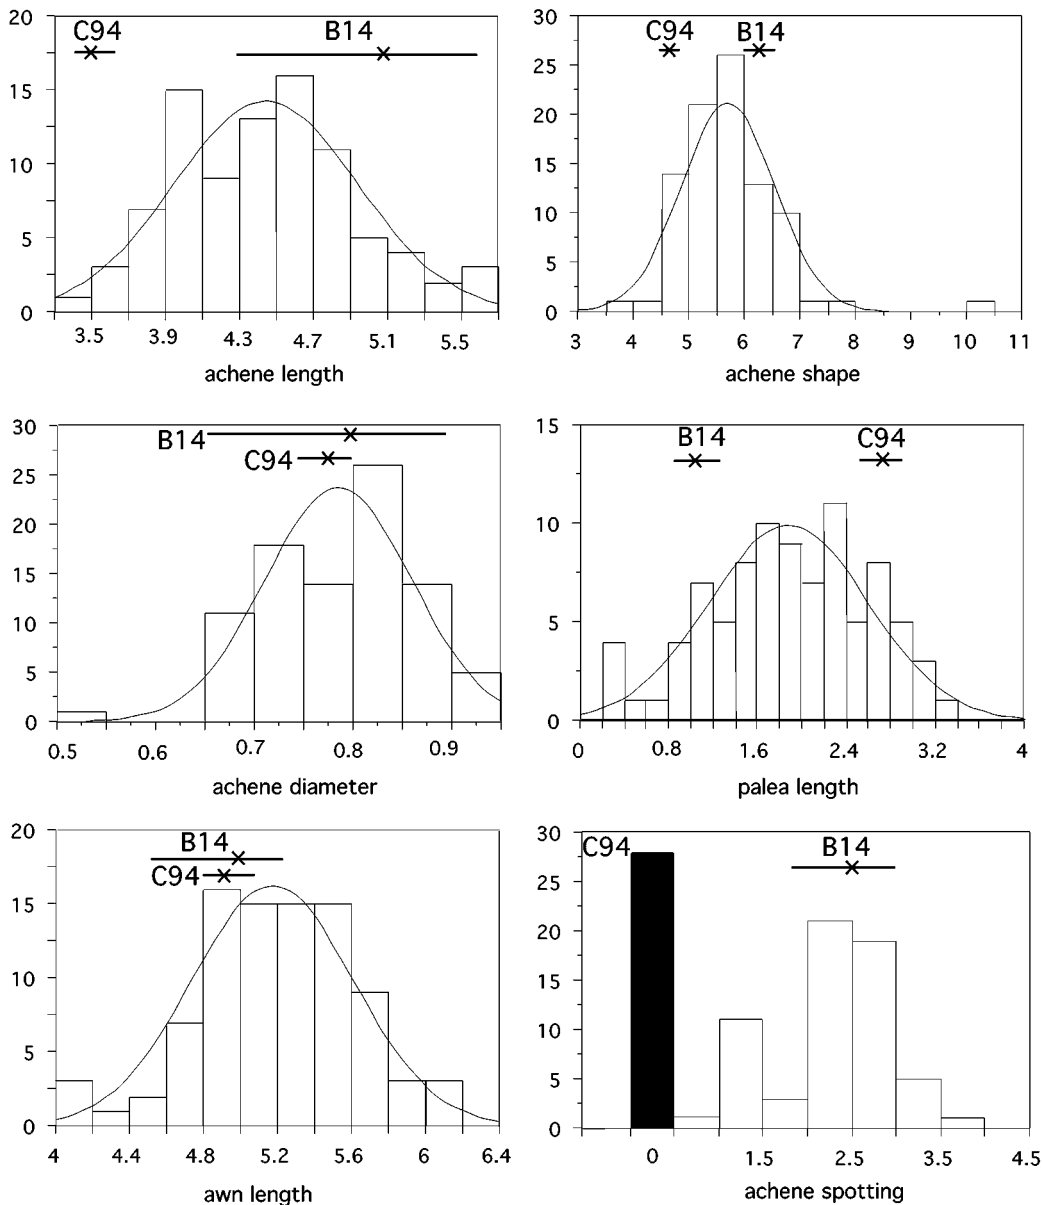 20
15
10
5
0
C94
B14
3.5 3.9 4.3 4.7 5.1 5.5
achene length
30
25
20
15
10
5
0
C94
B14
3 4 5 6 7 8 9 10 11
achene shape
30
25
20
15
10
5
0
B14
C94
0.5 0.6 0.7 0.8 0.9
achene diameter
15
10
5
0
B14
C94
0 0.8 1.6 2.4 3.2 4
palea length
20
15
10
5
0
B14
C94
4 4.4 4.8 5.2 5.6 6 6.4
awn length
30
25
20
15
10
5
0
C94
B14
0 1.5 2.5 3.5 4.5
achene spotting